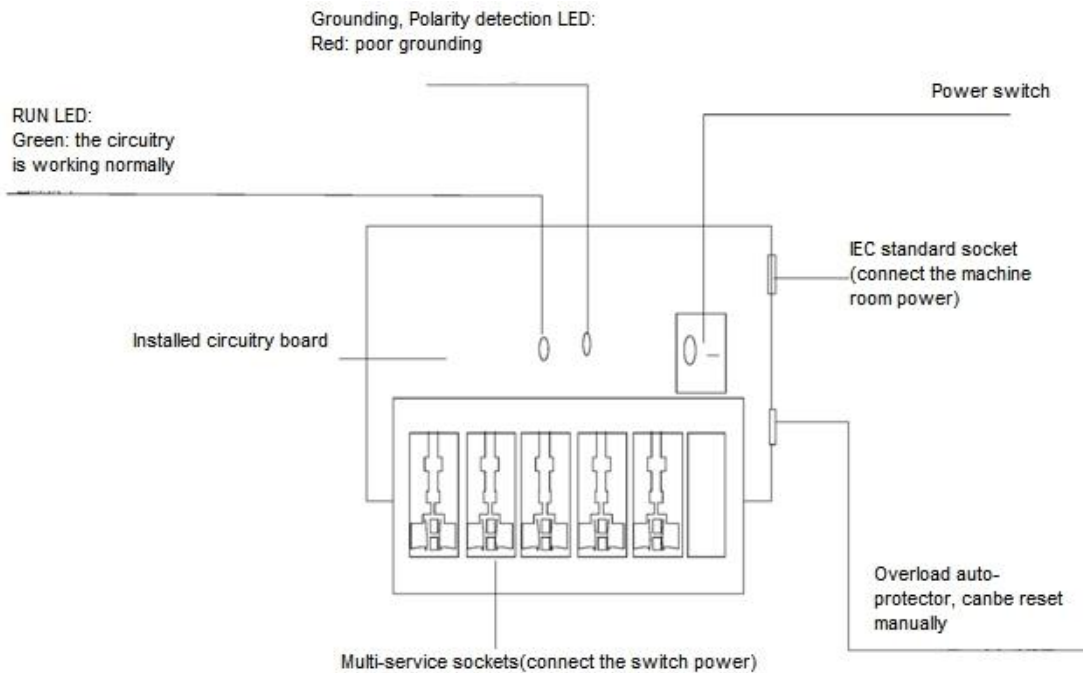 Grounding, Polarity detection LED:
Red: poor grounding
Power switch
RUN LED:
Green: the circuitry
is working normally
IEC standard socket
(connect the machine
room power)
Installed circuitry board
Overload auto-
protector, canbe reset
manually
Multi-service sockets(connect the switch power)